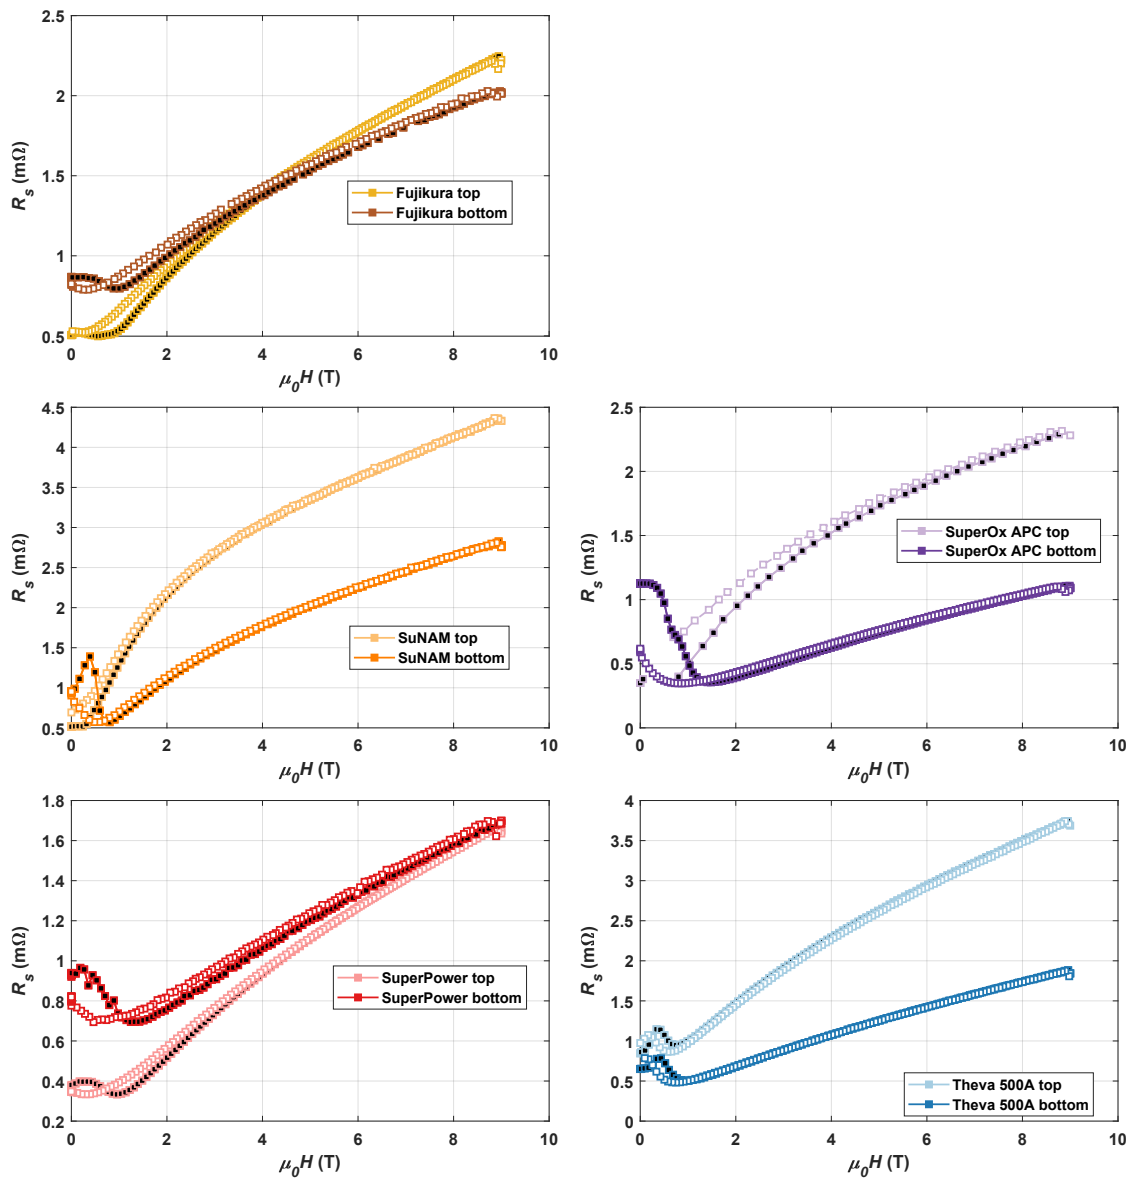 2.5
2
1.5
1
0.5
R_s (mΩ)
0 2 4 6 8 10
μ_0H (T)
Fujikura top
Fujikura bottom
4.5
4
3.5
3
2.5
2
1.5
1
0.5
R_s (mΩ)
0 2 4 6 8 10
μ_0H (T)
SuNAM top
SuNAM bottom
2.5
2
1.5
1
0.5
0
R_s (mΩ)
0 2 4 6 8 10
μ_0H (T)
SuperOx APC top
SuperOx APC bottom
1.8
1.6
1.4
1.2
1
0.8
0.6
0.4
0.2
R_s (mΩ)
0 2 4 6 8 10
μ_0H (T)
SuperPower top
SuperPower bottom
4
3.5
3
2.5
2
1.5
1
0.5
0
R_s (mΩ)
0 2 4 6 8 10
μ_0H (T)
Theva 500A top
Theva 500A bottom